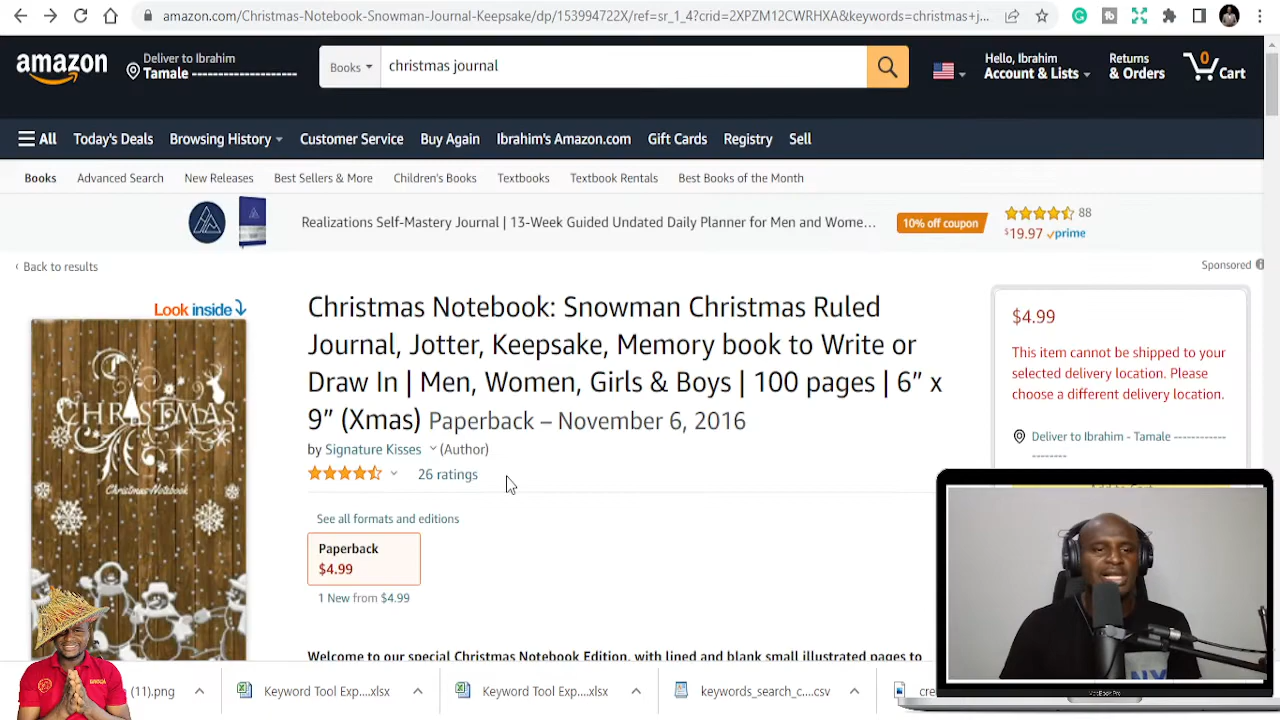 amazon.com/Christmas-Notebook-Snowman-Journal-Keepsake/dp/153994722X/ref=sr_1_4?crid=2XPZM12CWRHXA&keywords=christmas+j...
amazon
Deliver to Ibrahim
Tamale ------------------
Books
christmas journal
Hello, Ibrahim
Account & Lists
Returns
& Orders
0
Cart
All
Today's Deals
Browsing History
Customer Service
Buy Again
Ibrahim's Amazon.com
Gift Cards
Registry
Sell
Books
Advanced Search
New Releases
Best Sellers & More
Children's Books
Textbooks
Textbook Rentals
Best Books of the Month
Realizations Self-Mastery Journal | 13-Week Guided Undated Daily Planner for Men and Wome...
10% off coupon
88
$19.97 prime
‹ Back to results
Sponsored
Look inside
CHRISTMAS
Christmas Notebook
Christmas Notebook: Snowman Christmas Ruled
Journal, Jotter, Keepsake, Memory book to Write or
Draw In | Men, Women, Girls & Boys | 100 pages | 6” x
9” (Xmas) Paperback – November 6, 2016
by Signature Kisses (Author)
26 ratings
See all formats and editions
Paperback
$4.99
1 New from $4.99
Welcome to our special Christmas Notebook Edition, with lined and blank small illustrated pages to
$4.99
This item cannot be shipped to your
selected delivery location. Please
choose a different delivery location.
Deliver to Ibrahim - Tamale ------------
--------
MacBook Pro
(11).png
Keyword Tool Exp....xlsx
Keyword Tool Exp....xlsx
keywords_search_c....csv
cre